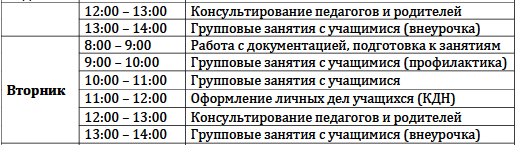 12:00 – 13:00 Консультирование педагогов и родителей
13:00 – 14:00 Групповые занятия с учащимися (внеурочка)
Вторник
8:00 – 9:00 Работа с документацией, подготовка к занятиям
9:00 – 10:00 Групповые занятия с учащимися (профилактика)
10:00 – 11:00 Групповые занятия с учащимися
11:00 – 12:00 Оформление личных дел учащихся (КДН)
12:00 – 13:00 Консультирование педагогов и родителей
13:00 – 14:00 Групповые занятия с учащимися (внеурочка)